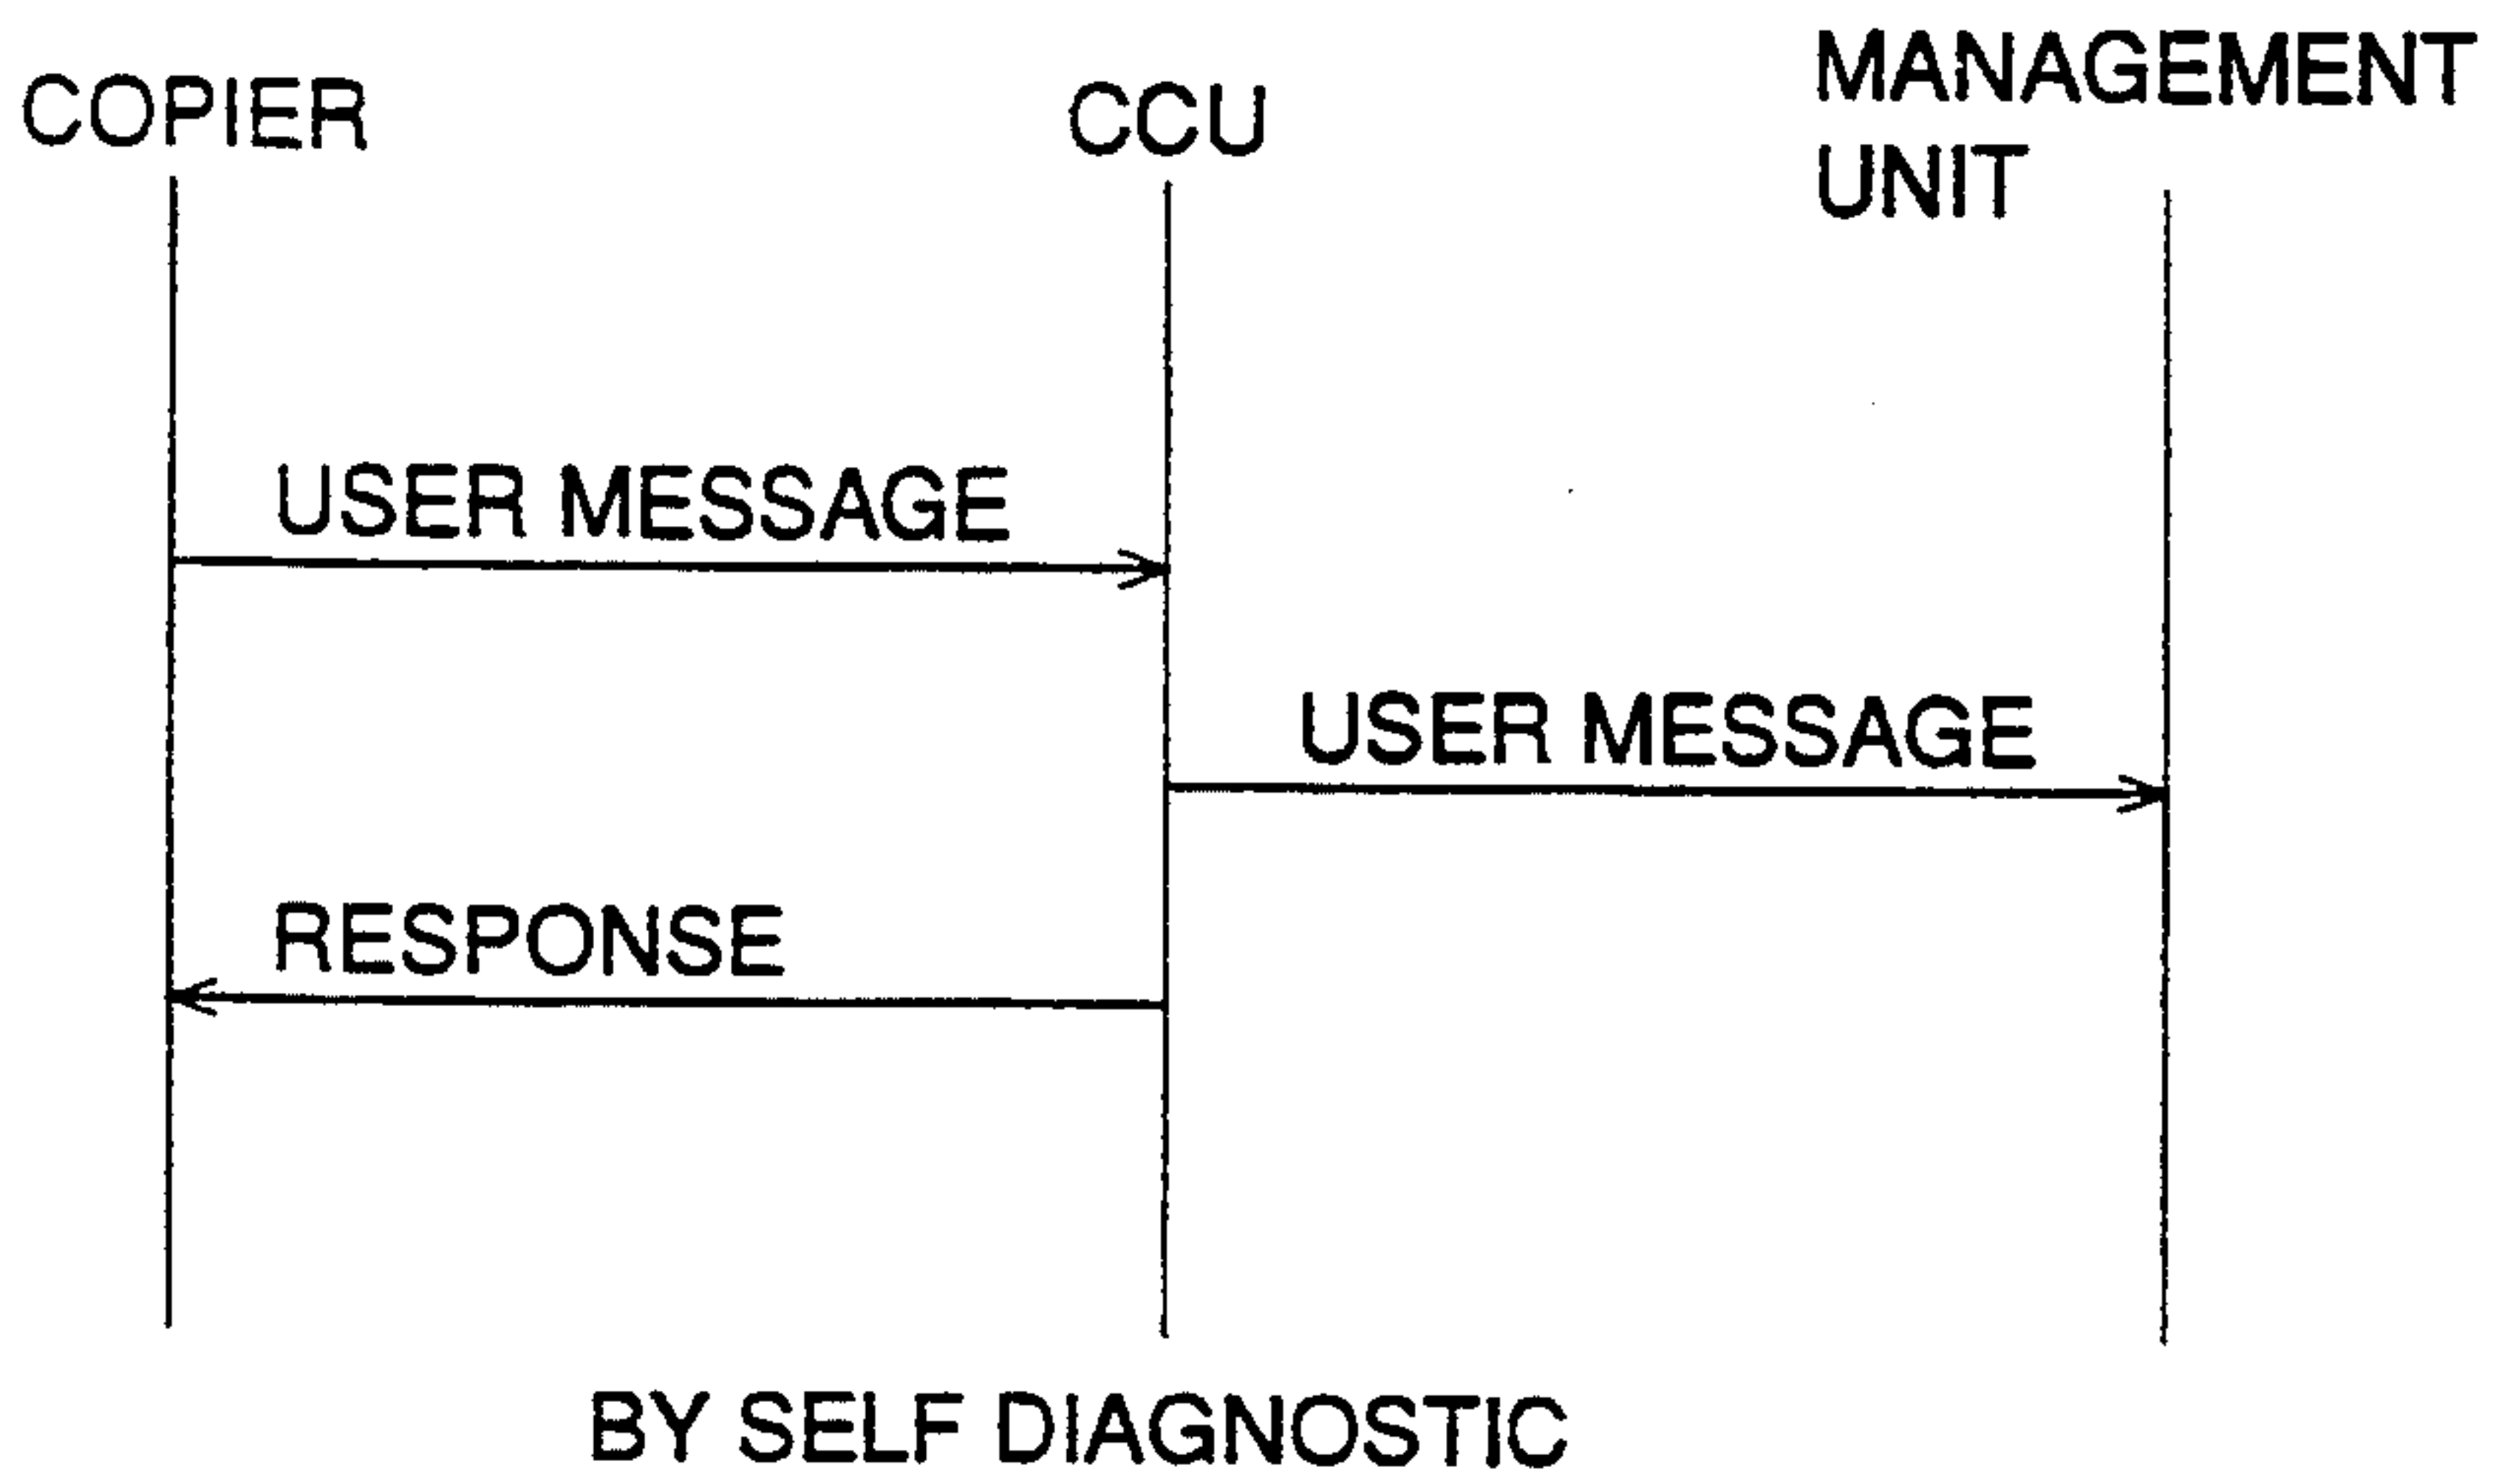 COPIER
CCU
MANAGEMENT
UNIT
USER MESSAGE
USER MESSAGE
RESPONSE
BY SELF DIAGNOSTIC